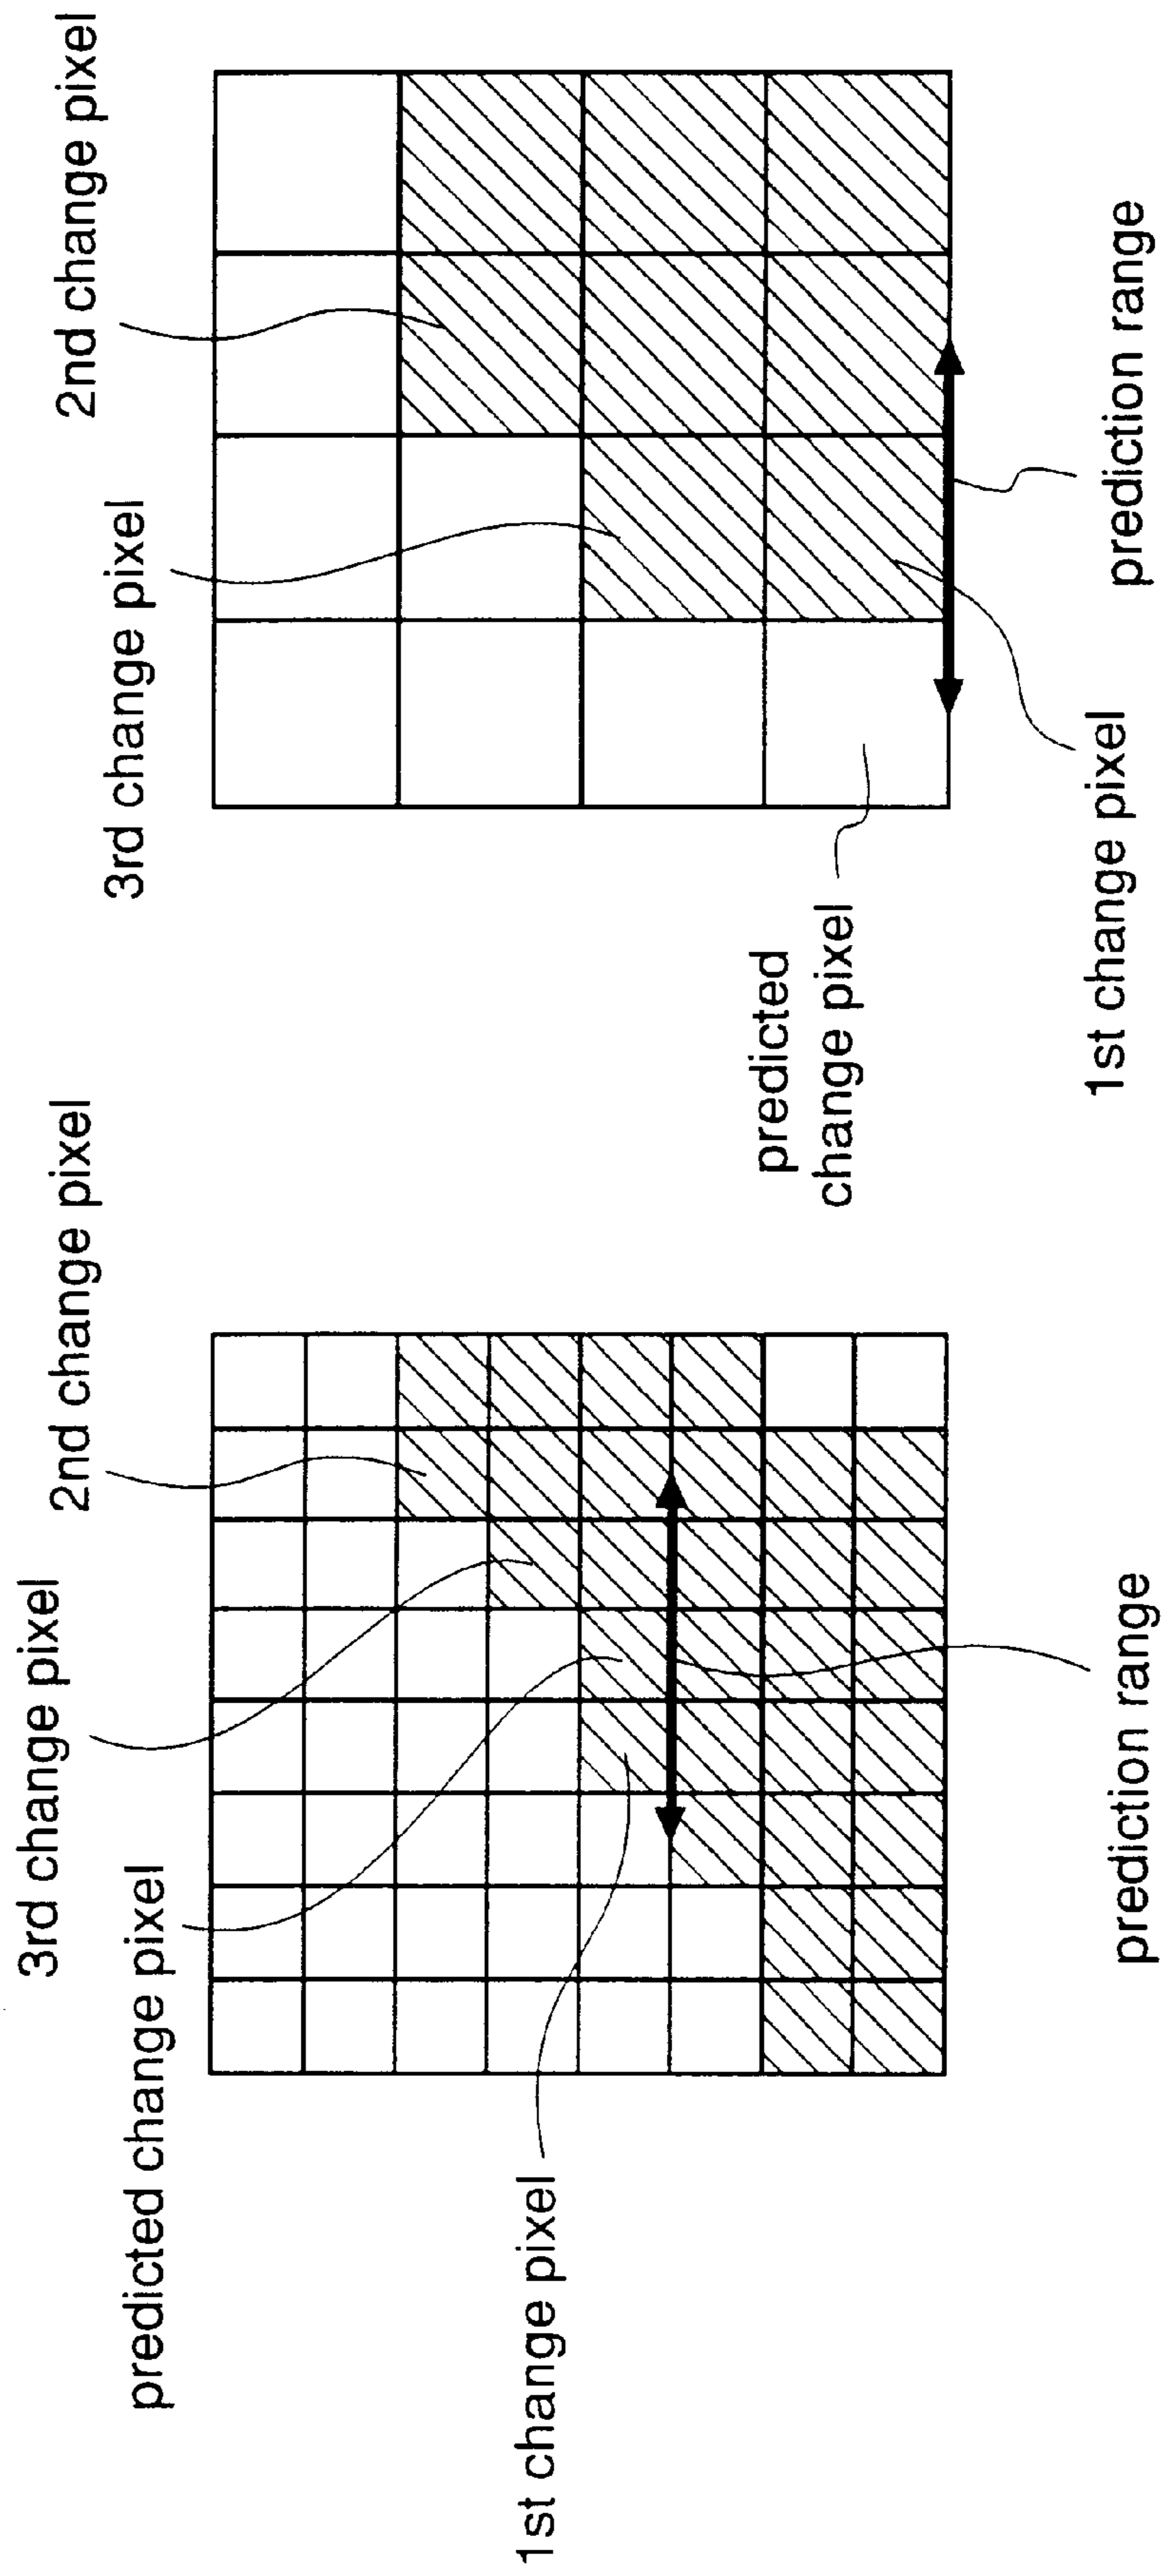 3rd change pixel
2nd change pixel
predicted change pixel
1st change pixel
prediction range
2nd change pixel
3rd change pixel
predicted
change pixel
1st change pixel
prediction range